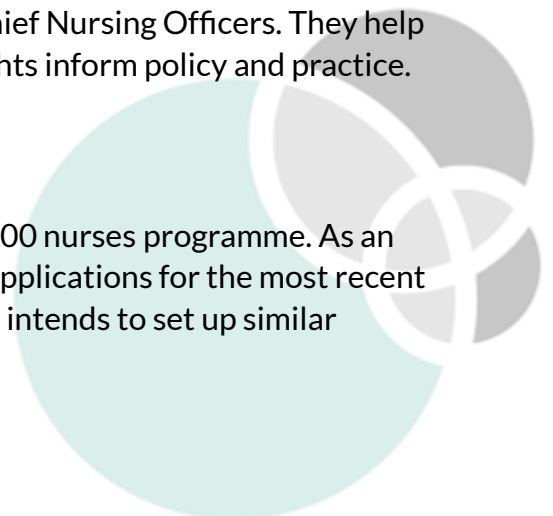 hief Nursing Officers. They help
hts inform policy and practice.
00 nurses programme. As an
pplications for the most recent
intends to set up similar